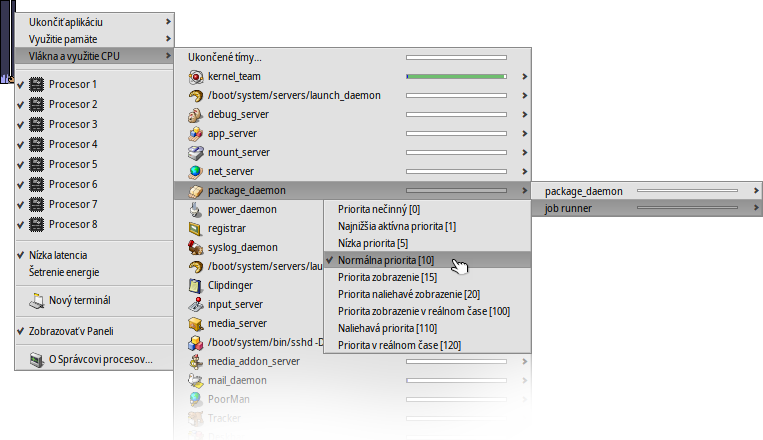 Ukončiť aplikáciu
Využitie pamäte
Vlákna a využitie CPU
Procesor 1
Procesor 2
Procesor 3
Procesor 4
Procesor 5
Procesor 6
Procesor 7
Procesor 8
Nízka latencia
Šetrenie energie
Nový terminál
Zobrazovať v Paneli
O Správcovi procesov...
Ukončené tímy...
kernel_team
/boot/system/servers/launch_daemon
debug_server
app_server
mount_server
net_server
package_daemon
power_daemon
registrar
syslog_daemon
/boot/system/servers/lau
Clipdinger
input_server
media_server
/boot/system/bin/sshd -D
media_addon_server
mail_daemon
PoorMan
Tracker
package_daemon
job runner
Priorita nečinný [0]
Najnižšia aktívna priorita [1]
Nízka priorita [5]
Normálna priorita [10]
Priorita zobrazenie [15]
Priorita naliehavé zobrazenie [20]
Priorita zobrazenie v reálnom čase [100]
Naliehavá priorita [110]
Priorita v reálnom čase [120]